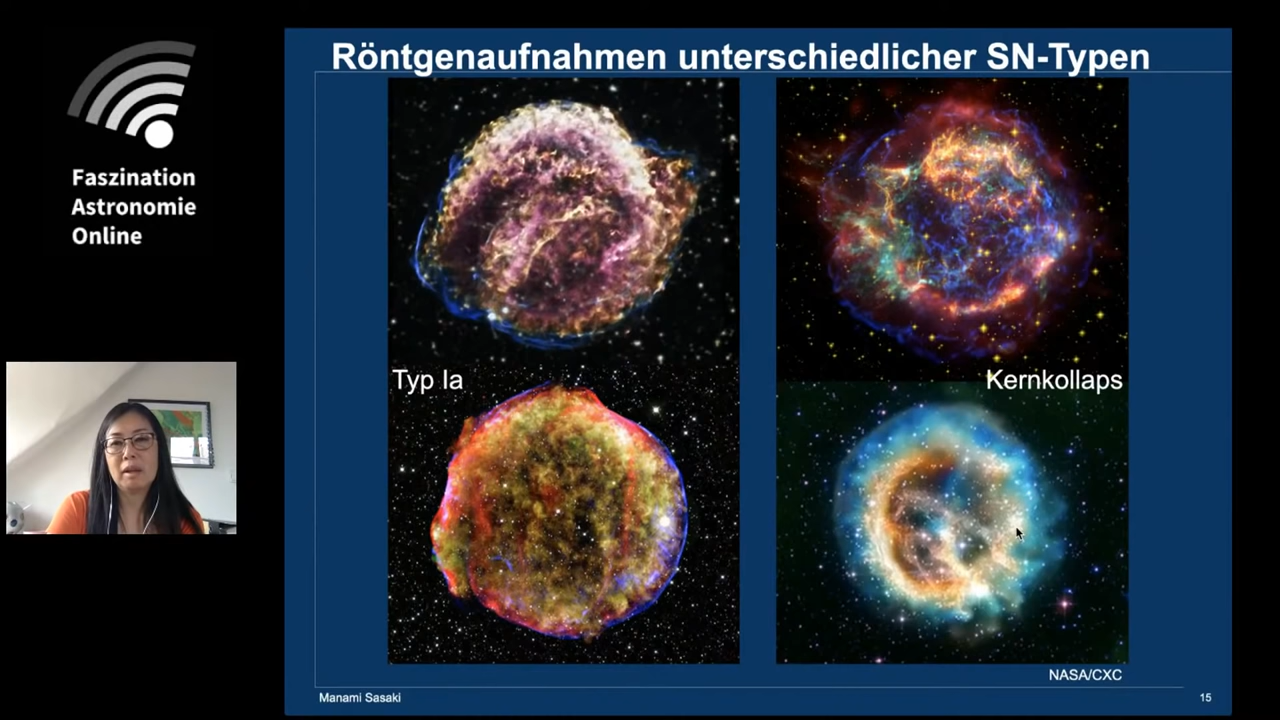 Faszination
Astronomie
Online
Röntgenaufnahmen unterschiedlicher SN-Typen
Typ Ia
Kernkollaps
NASA/CXC
Manami Sasaki
15